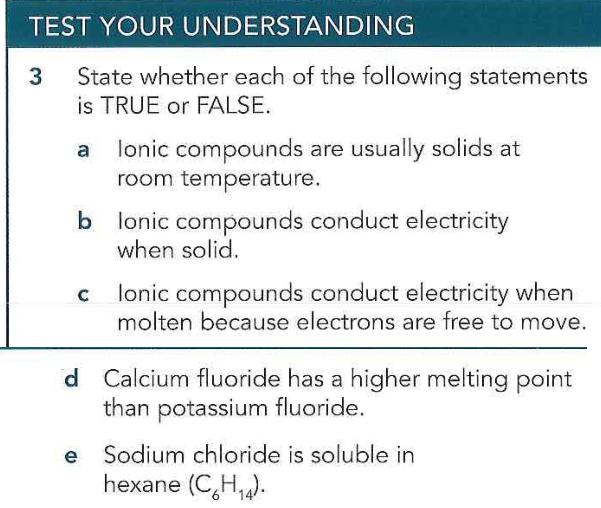 TEST YOUR UNDERSTANDING
3 State whether each of the following statements
is TRUE or FALSE.
a Ionic compounds are usually solids at
room temperature.
b Ionic compounds conduct electricity
when solid.
c Ionic compounds conduct electricity when
molten because electrons are free to move.
d Calcium fluoride has a higher melting point
than potassium fluoride.
e Sodium chloride is soluble in
hexane (C₆H₁₄).